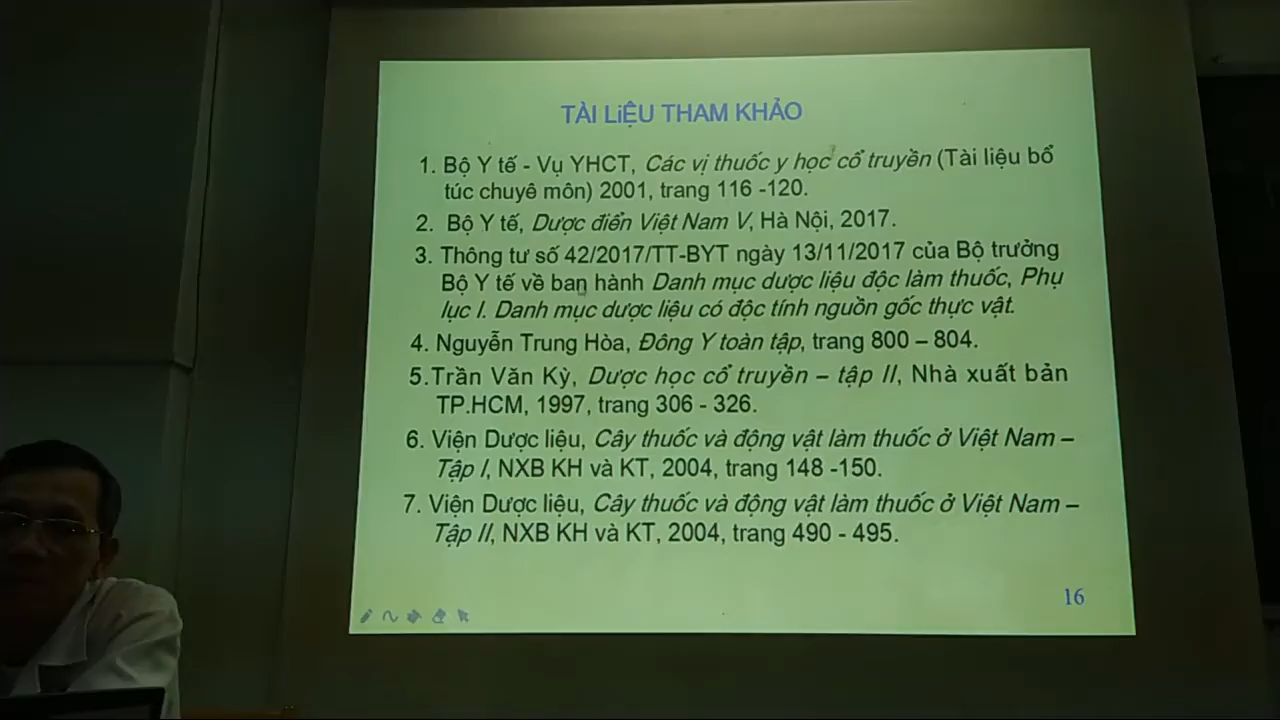 TÀI LiỆU THAM KHẢO
1. Bộ Y tế - Vụ YHCT, Các vị thuốc y học cổ truyền (Tài liệu bổ
túc chuyê môn) 2001, trang 116 -120.
2. Bộ Y tế, Dược điển Việt Nam V, Hà Nội, 2017.
3. Thông tư số 42/2017/TT-BYT ngày 13/11/2017 của Bộ trưởng
Bộ Y tế về ban hành Danh mục dược liệu độc làm thuốc, Phụ
lục I. Danh mục dược liệu có độc tính nguồn gốc thực vật.
4. Nguyễn Trung Hòa, Đông Y toàn tập, trang 800 – 804.
5.Trần Văn Kỳ, Dược học cổ truyền – tập II, Nhà xuất bản
TP.HCM, 1997, trang 306 - 326.
6. Viện Dược liệu, Cây thuốc và động vật làm thuốc ở Việt Nam –
Tập I, NXB KH và KT, 2004, trang 148 -150.
7. Viện Dược liệu, Cây thuốc và động vật làm thuốc ở Việt Nam –
Tập II, NXB KH và KT, 2004, trang 490 - 495.
16